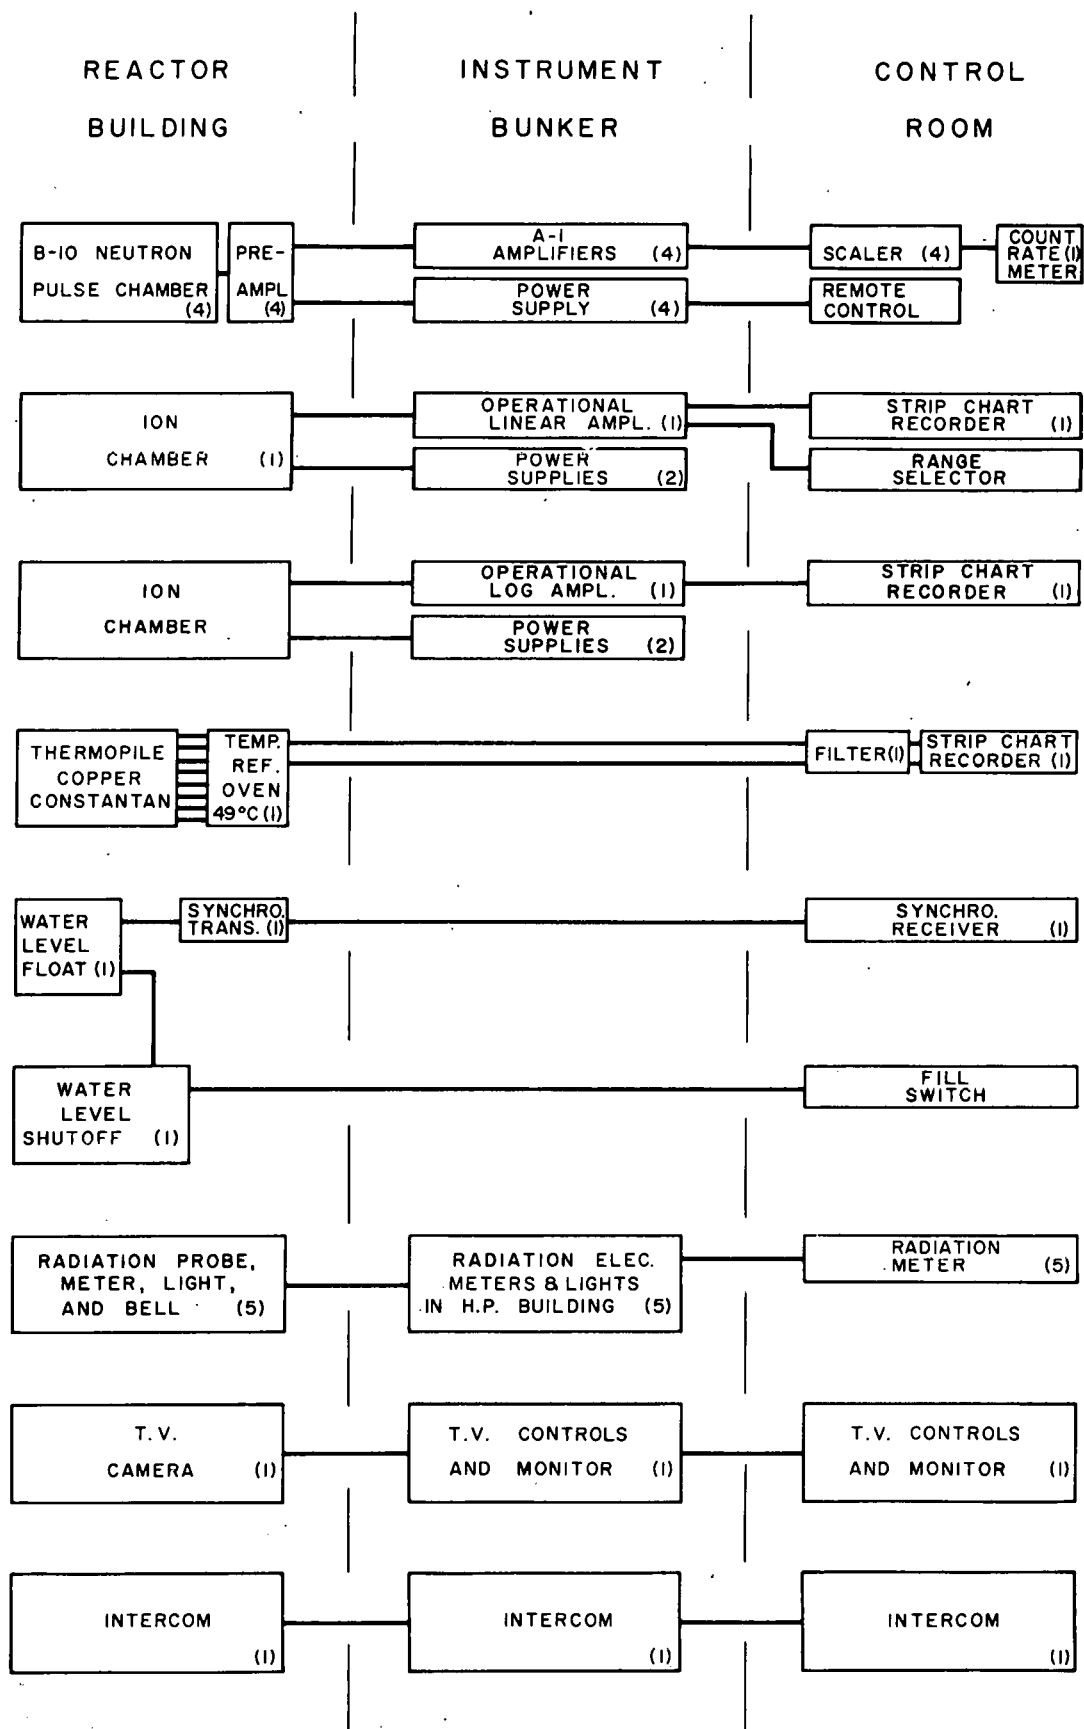 REACTOR
BUILDING
INSTRUMENT
BUNKER
CONTROL
ROOM
B-10 NEUTRON
PULSE CHAMBER
(4)
PRE-
AMPL
(4)
A-1
AMPLIFIERS (4)
POWER
SUPPLY (4)
SCALER (4)
COUNT
RATE (1)
METER
REMOTE
CONTROL
ION
CHAMBER (1)
OPERATIONAL
LINEAR AMPL. (1)
POWER
SUPPLIES (2)
STRIP CHART
RECORDER (1)
RANGE
SELECTOR
ION
CHAMBER
OPERATIONAL
LOG AMPL. (1)
POWER
SUPPLIES (2)
STRIP CHART
RECORDER (1)
THERMOPILE
COPPER
CONSTANTAN
TEMP.
REF.
OVEN
49°C (1)
FILTER (1)
STRIP CHART
RECORDER (1)
WATER
LEVEL
FLOAT (1)
SYNCHRO.
TRANS. (1)
SYNCHRO.
RECEIVER (1)
WATER
LEVEL
SHUTOFF (1)
FILL
SWITCH
RADIATION PROBE,
METER, LIGHT,
AND BELL (5)
RADIATION ELEC.
METERS & LIGHTS
IN H.P. BUILDING (5)
RADIATION
METER (5)
T.V.
CAMERA (1)
T.V. CONTROLS
AND MONITOR (1)
T.V. CONTROLS
AND MONITOR (1)
INTERCOM
(1)
INTERCOM
(1)
INTERCOM
(1)